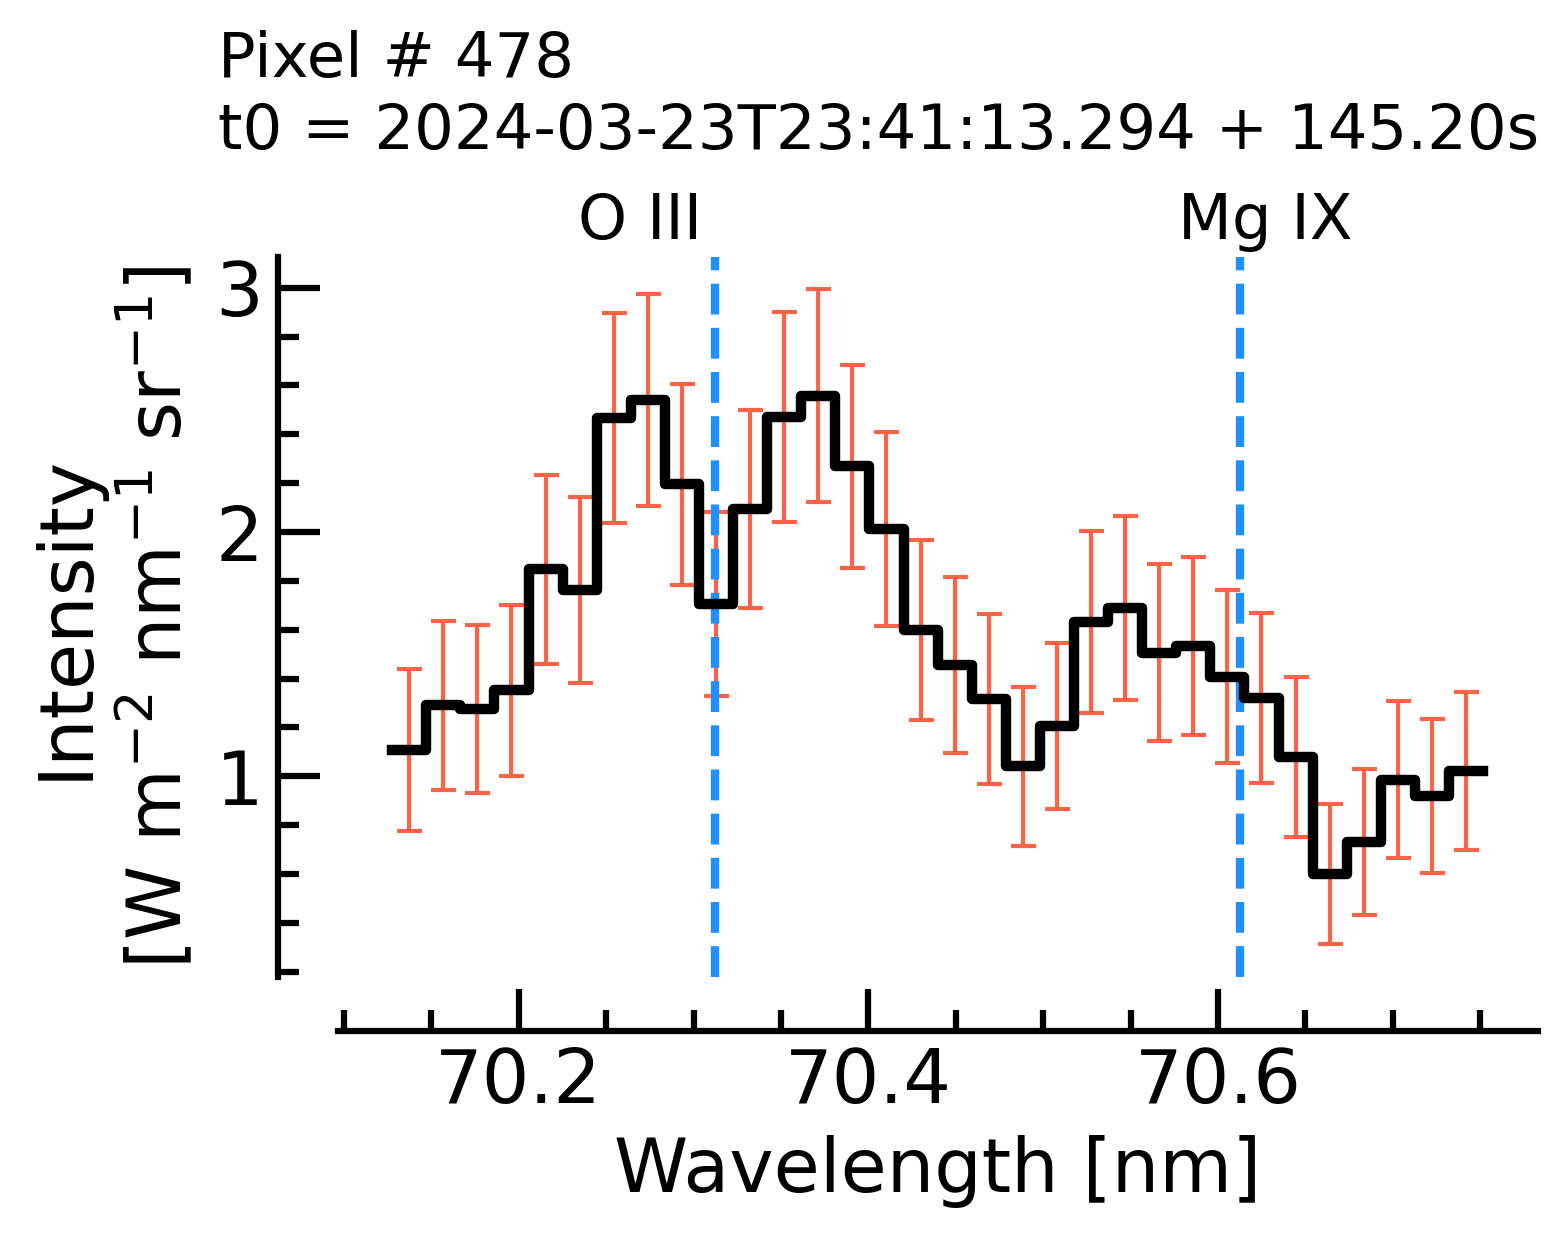 Pixel # 478
t0 = 2024-03-23T23:41:13.294 + 145.20s
O III
Mg IX
Intensity
[W m⁻² nm⁻¹ sr⁻¹]
3
2
1
70.2
70.4
70.6
Wavelength [nm]